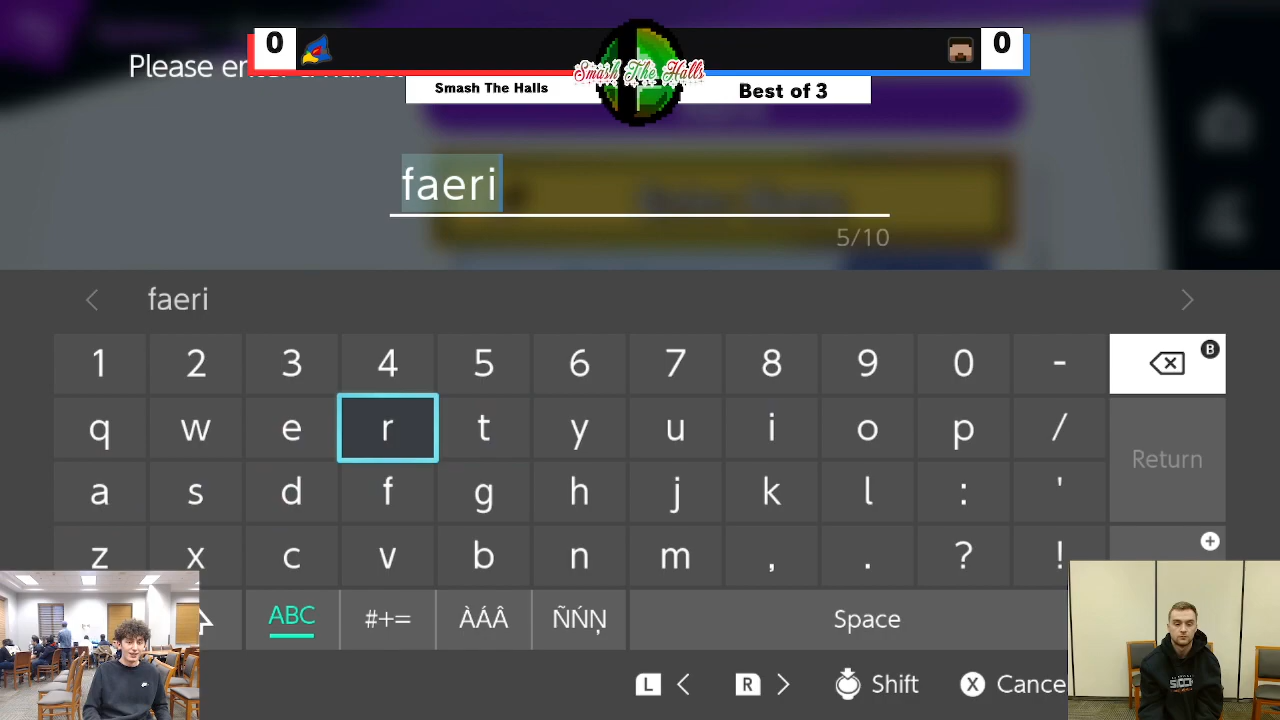 0
0
Please en
Smash The Halls
Smash The Halls
Best of 3
faeri
5/10
faeri
1 2 3 4 5 6 7 8 9 0 -
B
q w e r t y u i o p /
Return
a s d f g h j k l : '
z x c v b n m , . ? !
+
ABC #+= ÀÁÂ ÑŃŅ Space
L R Shift X Cance